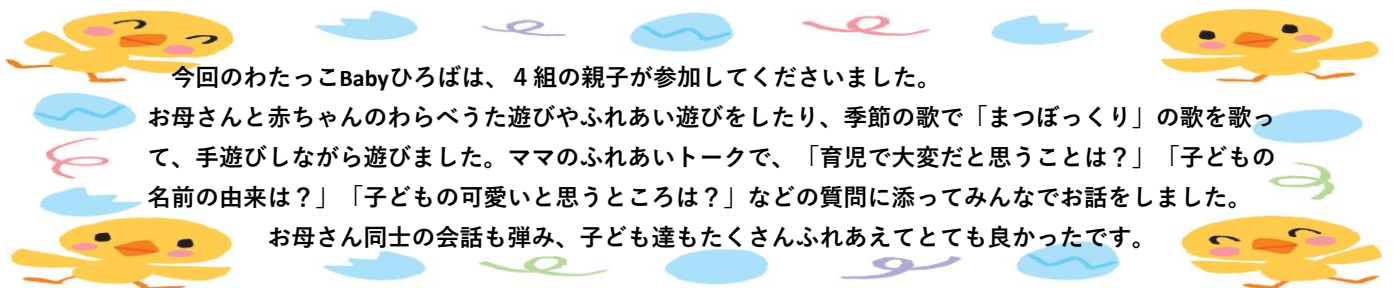 今回のわたっこBabyひろばは、４組の親子が参加してくださいました。
お母さんと赤ちゃんのわらべうた遊びやふれあい遊びをしたり、季節の歌で「まつぼっくり」の歌を歌っ
て、手遊びしながら遊びました。ママのふれあいトークで、「育児で大変だと思うことは？」「子どもの
名前の由来は？」「子どもの可愛いと思うところは？」などの質問に添ってみんなでお話をしました。
お母さん同士の会話も弾み、子ども達もたくさんふれあえてとても良かったです。